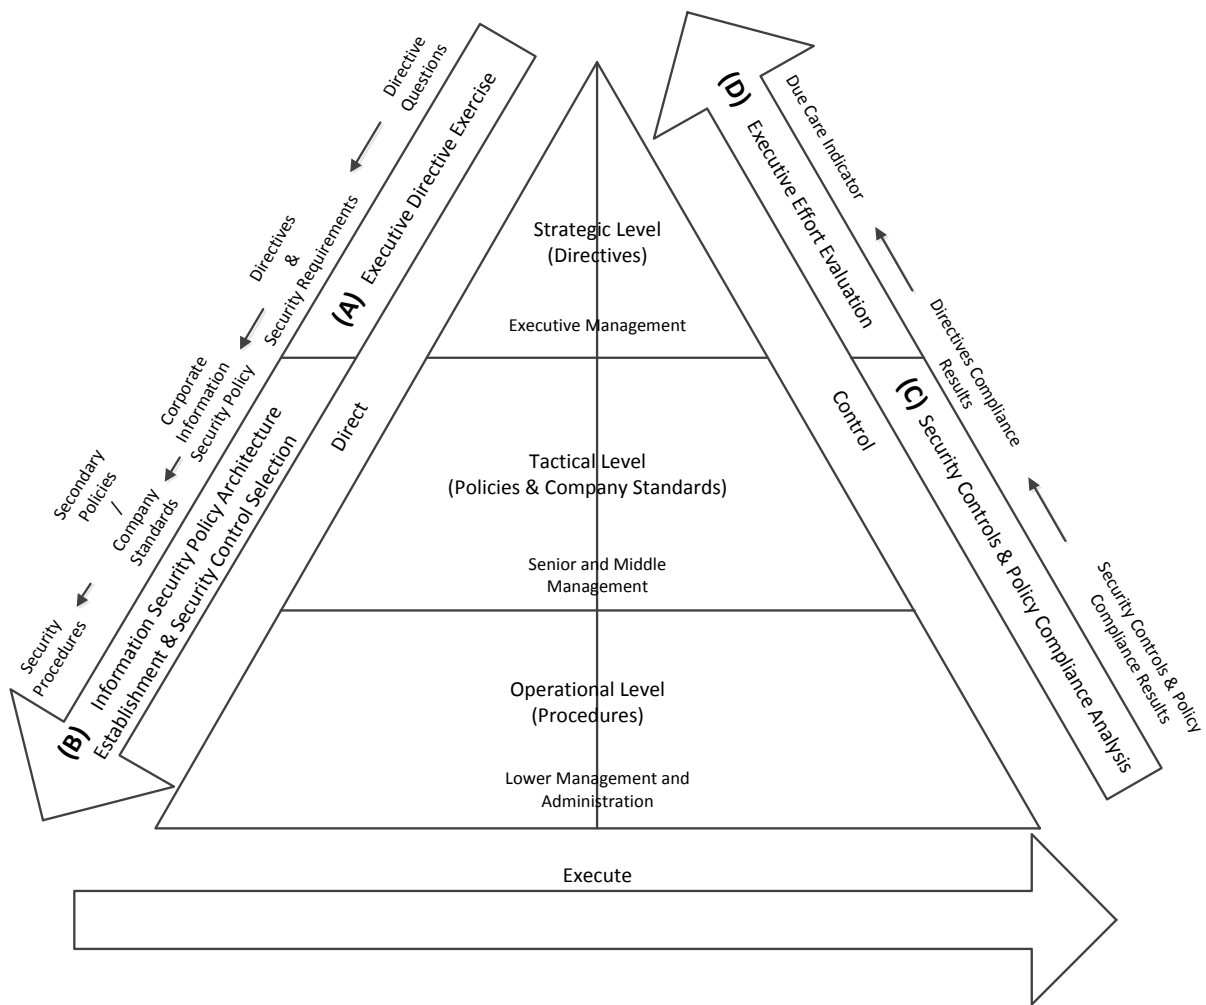 Directive
Questions
Directives
&
Security Requirements
Corporate
Information
Security Policy
Secondary
Policies
/
Company
Standards
Security
Procedures
(A) Executive Directive Exercise
(B) Information Security Policy Architecture
Establishment & Security Control Selection
Direct
Strategic Level
(Directives)
Executive Management
Tactical Level
(Policies & Company Standards)
Senior and Middle
Management
Operational Level
(Procedures)
Lower Management and
Administration
Control
(D) Executive Effort Evaluation
(C) Security Controls & Policy Compliance Analysis
Due Care Indicator
Directives Compliance
Results
Security Controls & Policy
Compliance Results
Execute